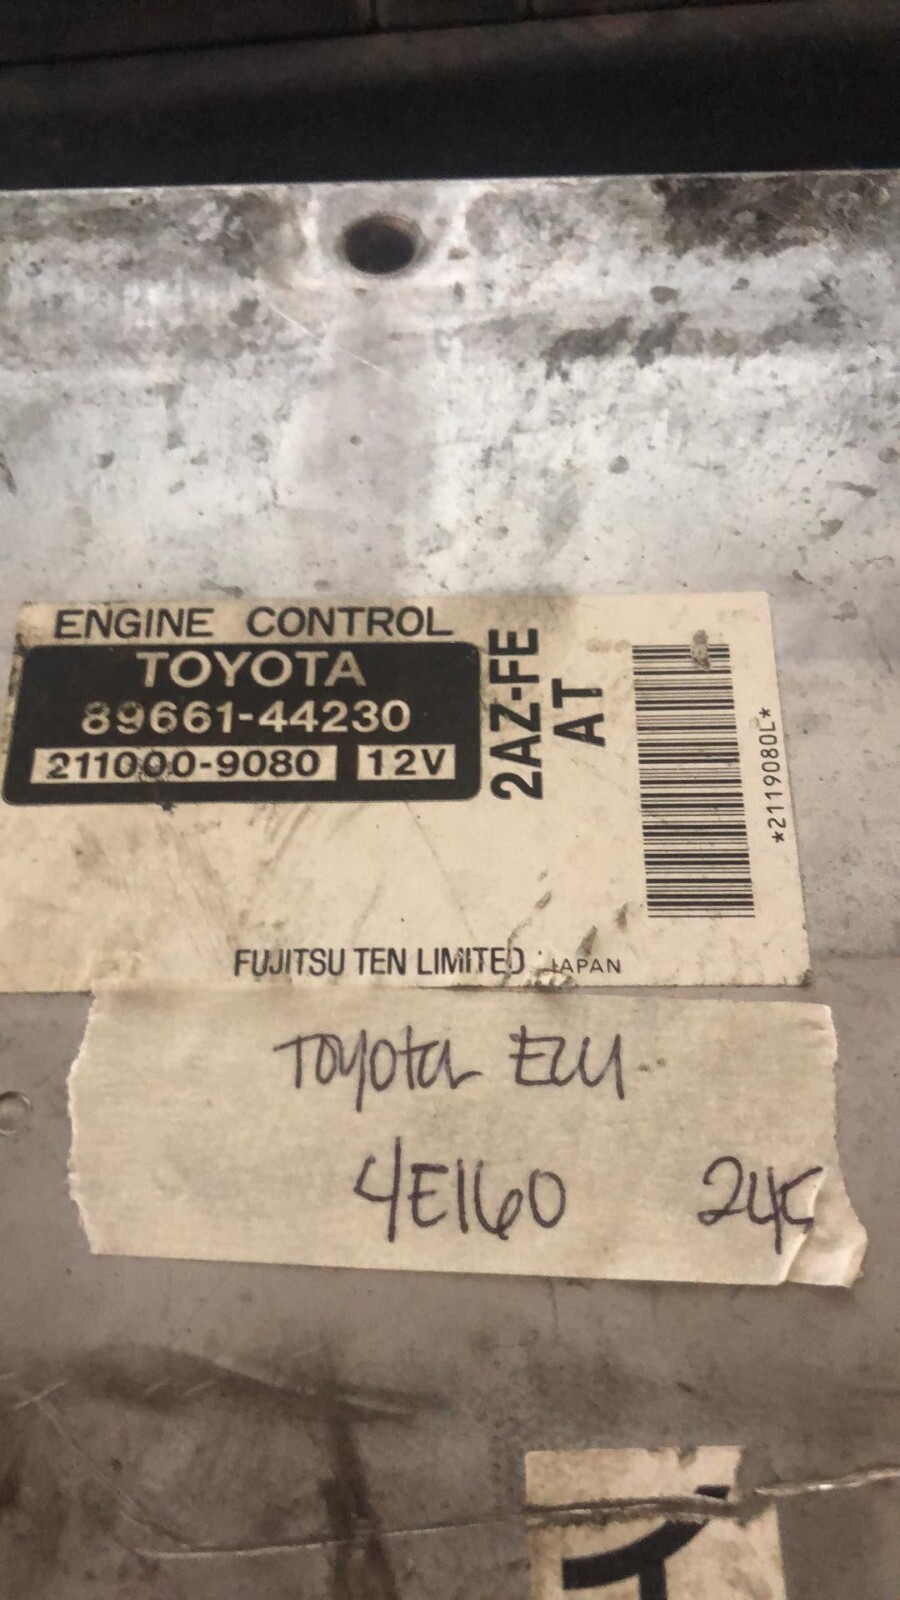 ENGINE CONTROL
TOYOTA
89661-44230
211000-9080 12V
2AZ-FE
AT
*2119080L*
FUJITSU TEN LIMITED JAPAN
Toyota ECU
4E160 245